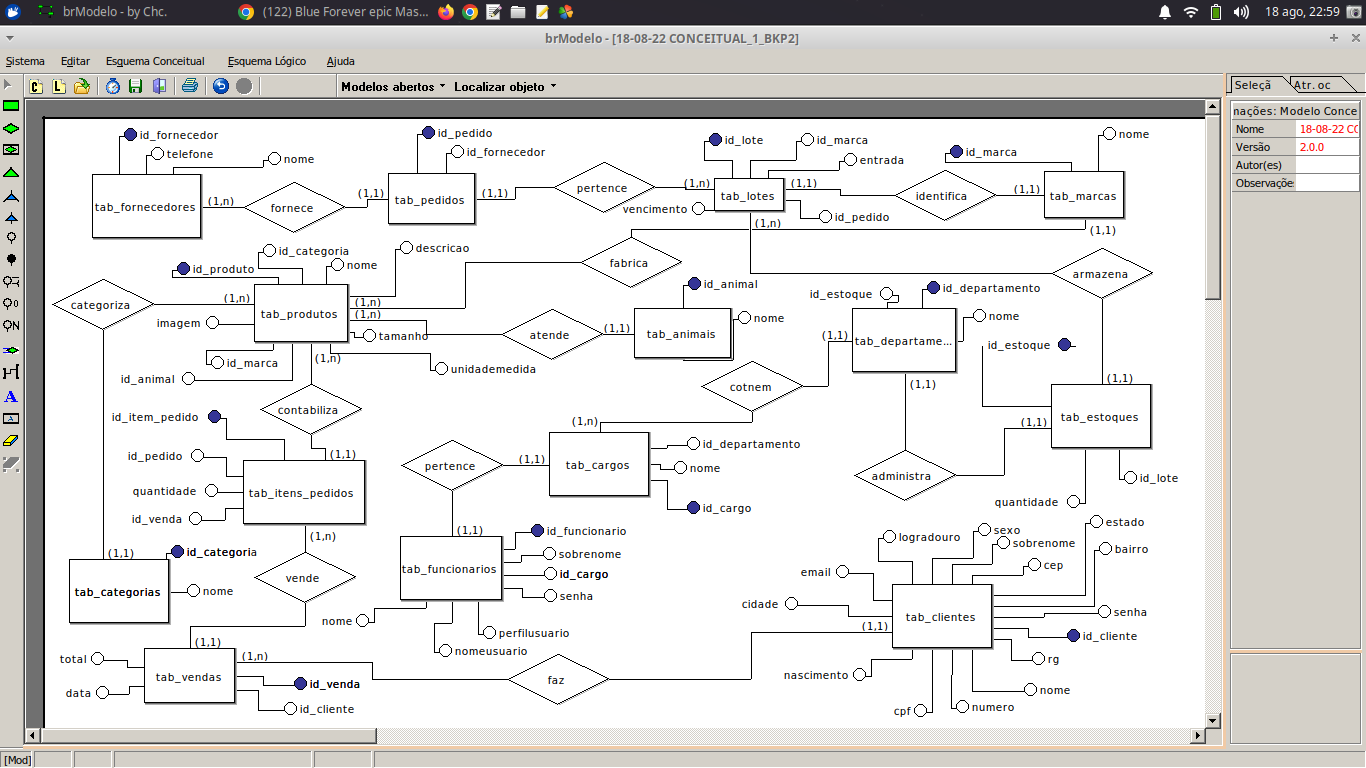 brModelo - by Chc.
(122) Blue Forever epic Mas...
18 ago, 22:59
brModelo - [18-08-22 CONCEITUAL_1_BKP2]
Sistema Editar Esguema Conceitual Esquema Lógico Ajuda
C L Modelos abertos Localizar objeto
Seleçã Atr. oc
nações: Modelo Conce
Nome 18-08-22 CO
Versão 2.0.0
Autor(es)
Observaçõe
id_fornecedor
telefone
nome
tab_fornecedores
(1,n)
fornece
(1,1)
id_pedido
id_fornecedor
tab_pedidos
(1,1)
pertence
(1,n)
id_lote
id_marca
entrada
tab_lotes
(1,1)
vencimento
id_pedido
(1,n)
identifica
(1,1)
id_marca
nome
tab_marcas
(1,1)
id_categoria
descricao
id_produto
nome
fabrica
armazena
categoriza
(1,n)
tab_produtos
(1,n)
(1,n)
imagem
tamanho
id_marca
(1,n)
unidademedida
id_animal
atende
(1,1)
id_animal
tab_animais
nome
id_estoque
id_departamento
nome
(1,1)
tab_departame...
(1,1)
id_estoque
(1,1)
cotnem
contabiliza
id_item_pedido
(1,1)
id_pedido
quantidade
id_venda
tab_itens_pedidos
(1,n)
(1,n)
pertence
(1,1)
tab_cargos
id_departamento
nome
id_cargo
administra
(1,1)
tab_estoques
quantidade
id_lote
(1,1)
id_categoria
tab_categorias
nome
vende
(1,1)
(1,1)
id_funcionario
sobrenome
id_cargo
senha
tab_funcionarios
nome
nomeusuario
perfilusuario
logradouro
sexo
sobrenome
estado
bairro
cep
email
cidade
(1,1)
tab_clientes
senha
id_cliente
rg
nome
nascimento
cpf
numero
total
data
tab_vendas
(1,n)
id_venda
id_cliente
faz
[Mod]